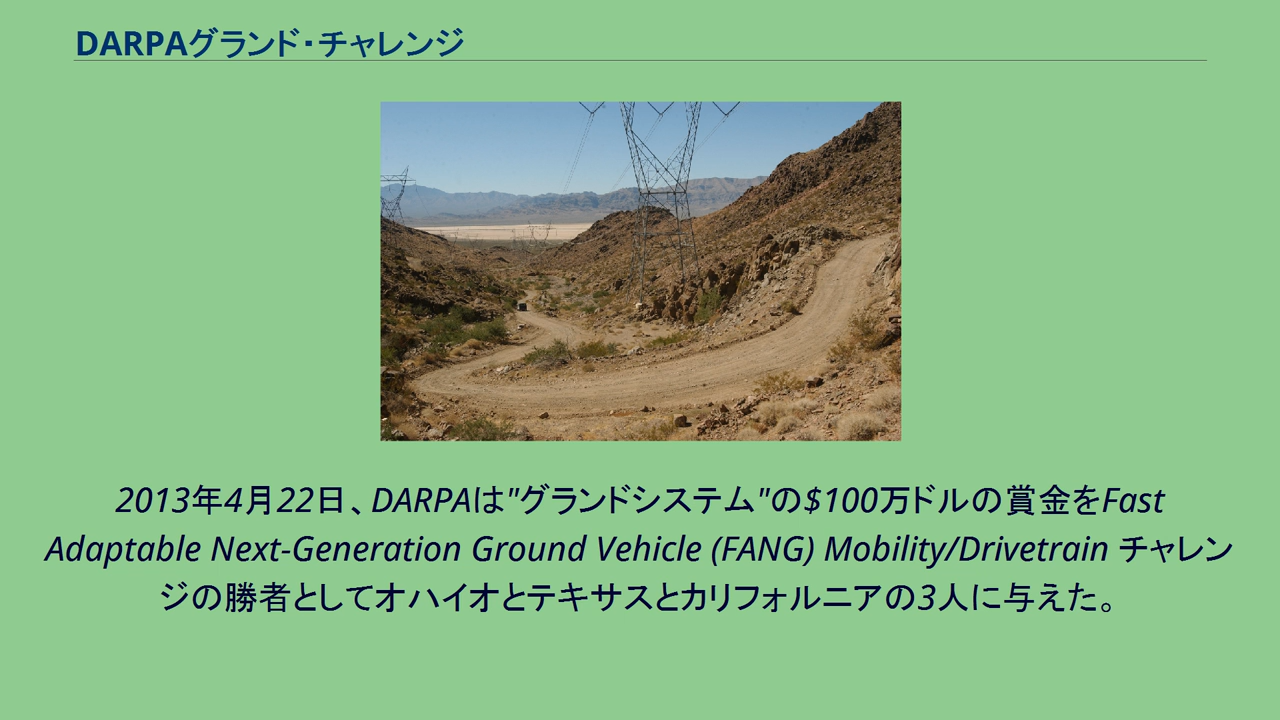 DARPAグランド・チャレンジ
2013年4月22日、DARPAは"グランドシステム"の$100万ドルの賞金をFast
Adaptable Next-Generation Ground Vehicle (FANG) Mobility/Drivetrain チャレン
ジの勝者としてオハイオとテキサスとカリフォルニアの3人に与えた。